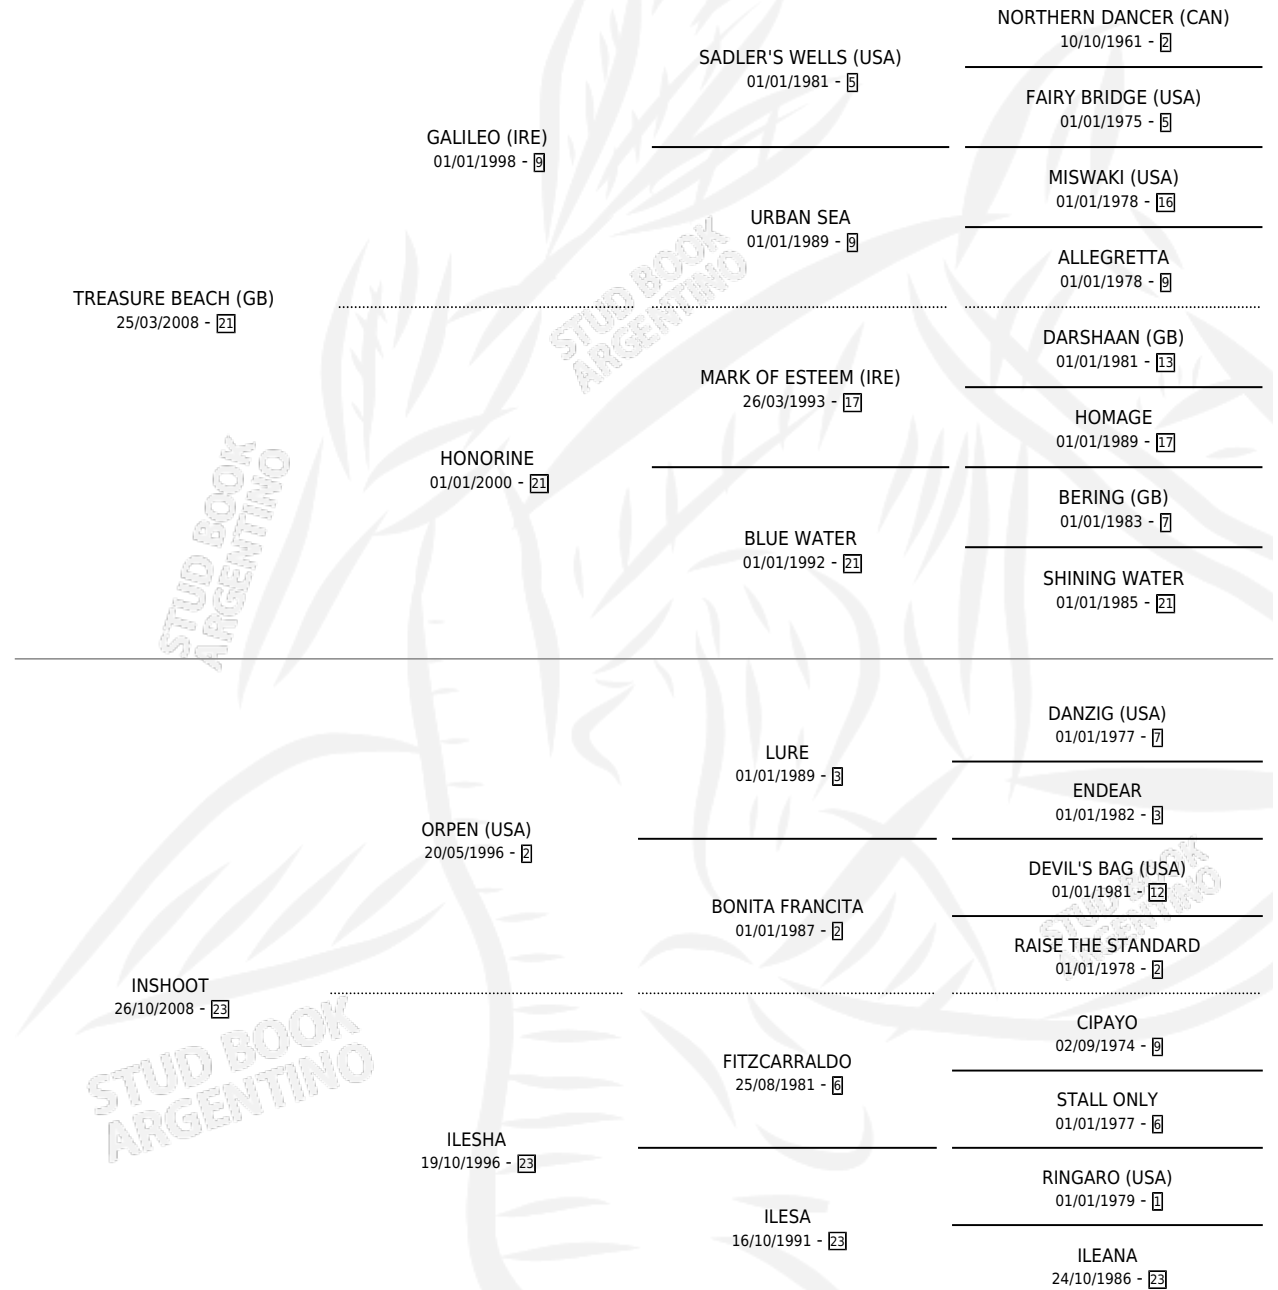 NORTHERN DANCER (CAN)
10/10/1961 - 2
SADLER'S WELLS (USA)
01/01/1981 - 5
FAIRY BRIDGE (USA)
01/01/1975 - 5
GALILEO (IRE)
01/01/1998 - 9
MISWAKI (USA)
01/01/1978 - 16
URBAN SEA
01/01/1989 - 9
ALLEGRETTA
01/01/1978 - 9
TREASURE BEACH (GB)
25/03/2008 - 21
STUD BOOK
ARGENTINO
DARSHAAN (GB)
01/01/1981 - 13
MARK OF ESTEEM (IRE)
26/03/1993 - 17
HOMAGE
01/01/1989 - 17
HONORINE
01/01/2000 - 21
BERING (GB)
01/01/1983 - 7
BLUE WATER
01/01/1992 - 21
SHINING WATER
01/01/1985 - 21
STUD BOOK
ARGENTINO
DANZIG (USA)
01/01/1977 - 7
LURE
01/01/1989 - 3
ENDEAR
01/01/1982 - 3
ORPEN (USA)
20/05/1996 - 2
DEVIL'S BAG (USA)
01/01/1981 - 12
BONITA FRANCITA
01/01/1987 - 2
RAISE THE STANDARD
01/01/1978 - 2
STUD BOOK
ARGENTINO
INSHOOT
26/10/2008 - 23
CIPAYO
02/09/1974 - 9
FITZCARRALDO
25/08/1981 - 6
STALL ONLY
01/01/1977 - 6
STUD BOOK
ARGENTINO
ILESHA
19/10/1996 - 23
RINGARO (USA)
01/01/1979 - 1
ILESA
16/10/1991 - 23
ILEANA
24/10/1986 - 23